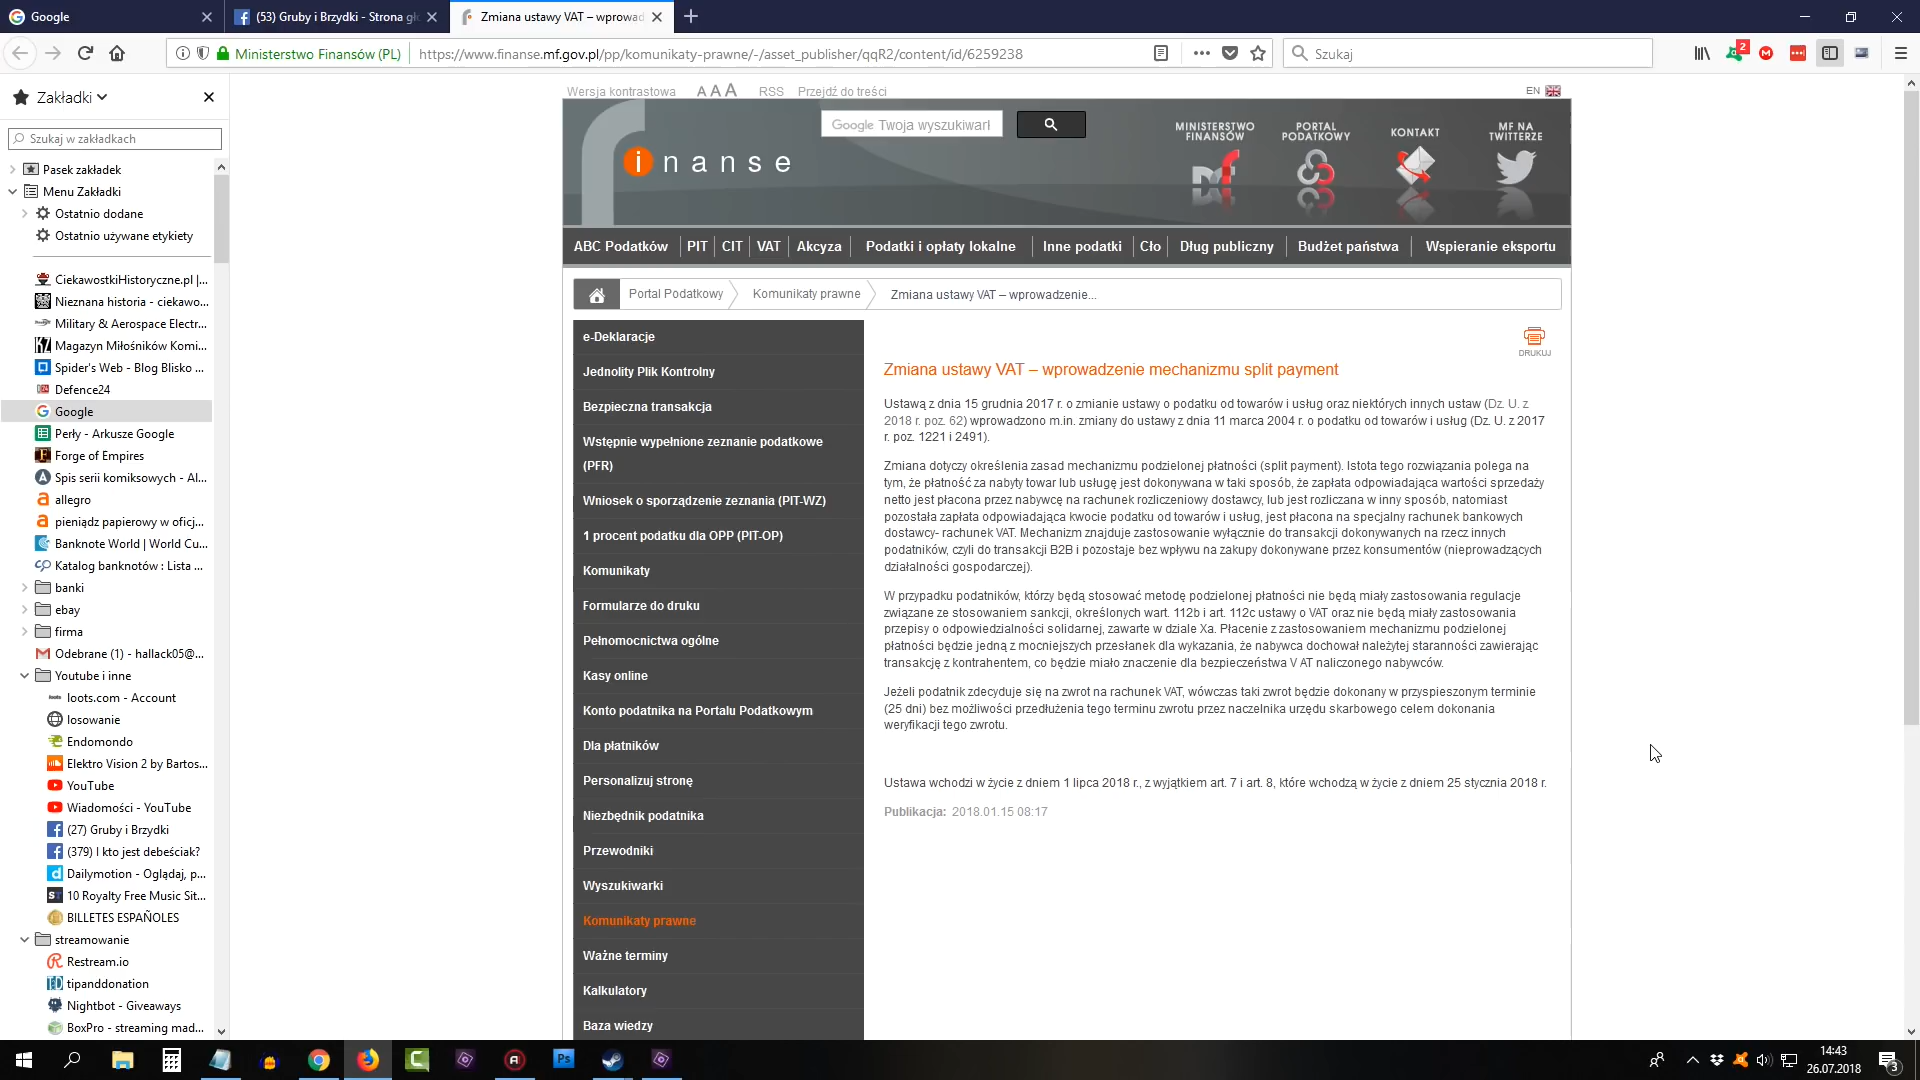 Google
(53) Gruby i Brzydki - Strona gł
Zmiana ustawy VAT – wprowad
Ministerstwo Finansów (PL)
https://www.finanse.mf.gov.pl/pp/komunikaty-prawne/-/asset_publisher/qqR2/content/id/6259238
Szukaj
2
Zakładki
Szukaj w zakładkach
Pasek zakładek
Menu Zakładki
Ostatnio dodane
Ostatnio używane etykiety
CiekawostkiHistoryczne.pl |...
Nieznana historia - ciekawo...
Military & Aerospace Electr...
Magazyn Miłośników Komi...
Spider's Web - Blog Blisko ...
Defence24
Google
Perły - Arkusze Google
Forge of Empires
Spis serii komiksowych - Al...
allegro
pieniądz papierowy w oficj...
Banknote World | World Cu...
Katalog banknotów : Lista ...
banki
ebay
firma
Odebrane (1) - hallack05@...
Youtube i inne
loots.com - Account
losowanie
Endomondo
Elektro Vision 2 by Bartos...
YouTube
Wiadomości - YouTube
(27) Gruby i Brzydki
(379) I kto jest debeściak?
Dailymotion - Oglądaj, p...
10 Royalty Free Music Sit...
BILLETES ESPAÑOLES
streamowanie
Restream.io
tipanddonation
Nightbot - Giveaways
BoxPro - streaming mad...
Wersja kontrastowa A A A RSS Przejdź do treści EN
finanse
Google Twoja wyszukiwark
MINISTERSTWO FINANSÓW
PORTAL PODATKOWY
KONTAKT
MF NA TWITTERZE
ABC Podatków PIT CIT VAT Akcyza Podatki i opłaty lokalne Inne podatki Cło Dług publiczny Budżet państwa Wspieranie eksportu
Portal Podatkowy Komunikaty prawne Zmiana ustawy VAT – wprowadzenie...
e-Deklaracje
Jednolity Plik Kontrolny
Bezpieczna transakcja
Wstępnie wypełnione zeznanie podatkowe
(PFR)
Wniosek o sporządzenie zeznania (PIT-WZ)
1 procent podatku dla OPP (PIT-OP)
Komunikaty
Formularze do druku
Pełnomocnictwa ogólne
Kasy online
Konto podatnika na Portalu Podatkowym
Dla płatników
Personalizuj stronę
Niezbędnik podatnika
Przewodniki
Wyszukiwarki
Komunikaty prawne
Ważne terminy
Kalkulatory
Baza wiedzy
DRUKUJ
Zmiana ustawy VAT – wprowadzenie mechanizmu split payment
Ustawą z dnia 15 grudnia 2017 r. o zmianie ustawy o podatku od towarów i usług oraz niektórych innych ustaw (Dz. U. z
2018 r. poz. 62) wprowadzono m.in. zmiany do ustawy z dnia 11 marca 2004 r. o podatku od towarów i usług (Dz. U. z 2017
r. poz. 1221 i 2491).
Zmiana dotyczy określenia zasad mechanizmu podzielonej płatności (split payment). Istota tego rozwiązania polega na
tym, że płatność za nabyty towar lub usługę jest dokonywana w taki sposób, że zapłata odpowiadająca wartości sprzedaży
netto jest płacona przez nabywcę na rachunek rozliczeniowy dostawcy, lub jest rozliczana w inny sposób, natomiast
pozostała zapłata odpowiadająca kwocie podatku od towarów i usług, jest płacona na specjalny rachunek bankowych
dostawcy- rachunek VAT. Mechanizm znajduje zastosowanie wyłącznie do transakcji dokonywanych na rzecz innych
podatników, czyli do transakcji B2B i pozostaje bez wpływu na zakupy dokonywane przez konsumentów (nieprowadzących
działalności gospodarczej).
W przypadku podatników, którzy będą stosować metodę podzielonej płatności nie będą miały zastosowania regulacje
związane ze stosowaniem sankcji, określonych wart. 112b i art. 112c ustawy o VAT oraz nie będą miały zastosowania
przepisy o odpowiedzialności solidarnej, zawarte w dziale Xa. Płacenie z zastosowaniem mechanizmu podzielonej
płatności będzie jedną z mocniejszych przesłanek dla wykazania, że nabywca dochował należytej staranności zawierając
transakcję z kontrahentem, co będzie miało znaczenie dla bezpieczeństwa V AT naliczonego nabywców.
Jeżeli podatnik zdecyduje się na zwrot na rachunek VAT, wówczas taki zwrot będzie dokonany w przyspieszonym terminie
(25 dni) bez możliwości przedłużenia tego terminu zwrotu przez naczelnika urzędu skarbowego celem dokonania
weryfikacji tego zwrotu.
Ustawa wchodzi w życie z dniem 1 lipca 2018 r., z wyjątkiem art. 7 i art. 8, które wchodzą w życie z dniem 25 stycznia 2018 r.
Publikacja: 2018.01.15 08:17
Ps
14:43
26.07.2018
3